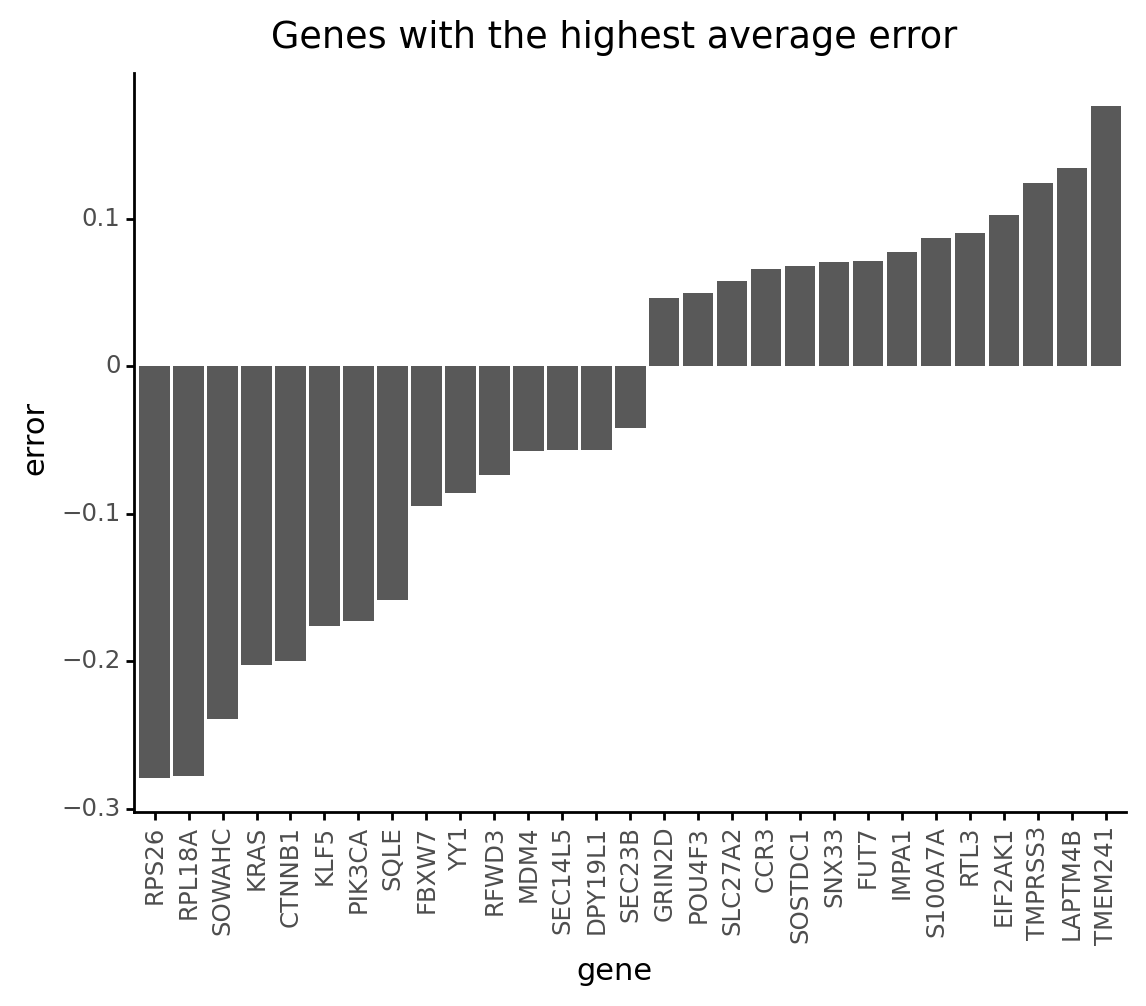 Genes with the highest average error
error
0.1
0
−0.1
−0.2
−0.3
RPS26
RPL18A
SOWAHC
KRAS
CTNNB1
KLF5
PIK3CA
SQLE
FBXW7
YY1
RFWD3
MDM4
SEC14L5
DPY19L1
SEC23B
GRIN2D
POU4F3
SLC27A2
CCR3
SOSTDC1
SNX33
FUT7
IMPA1
S100A7A
RTL3
EIF2AK1
TMPRSS3
LAPTM4B
TMEM241
gene